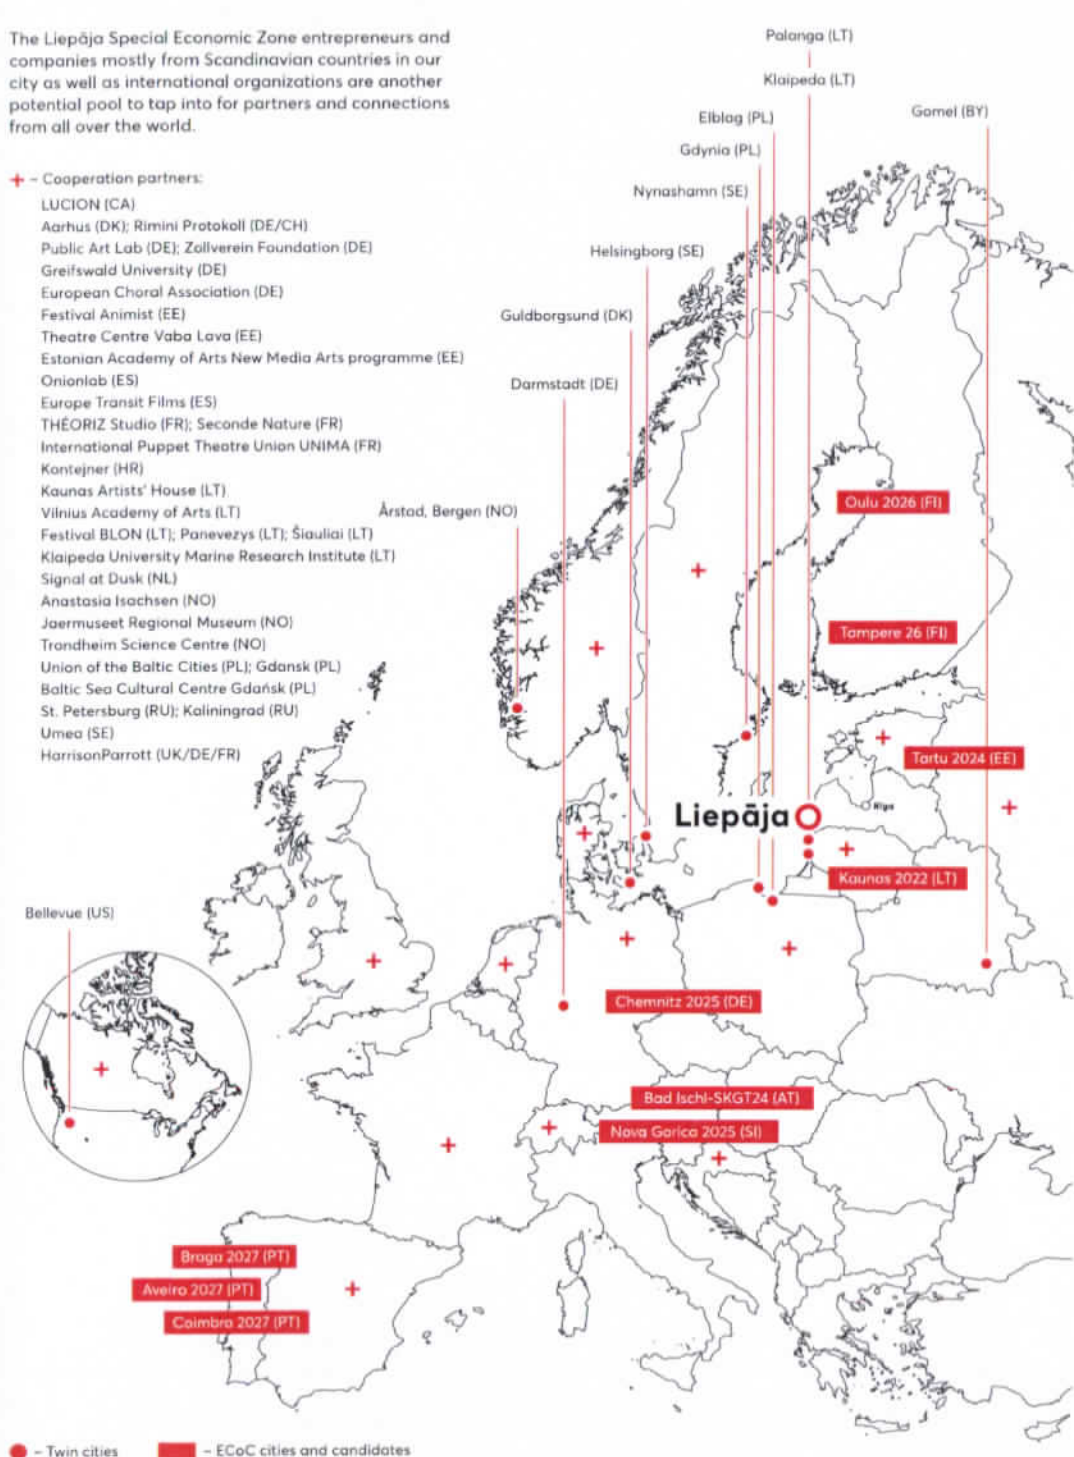 The Liepāja Special Economic Zone entrepreneurs and
companies mostly from Scandinavian countries in our
city as well as international organizations are another
potential pool to tap into for partners and connections
from all over the world.
+ – Cooperation partners:
LUCION (CA)
Aarhus (DK); Rimini Protokoll (DE/CH)
Public Art Lab (DE); Zollverein Foundation (DE)
Greifswald University (DE)
European Choral Association (DE)
Festival Animist (EE)
Theatre Centre Vaba Lava (EE)
Estonian Academy of Arts New Media Arts programme (EE)
Onionlab (ES)
Europe Transit Films (ES)
THÉORIZ Studio (FR); Seconde Nature (FR)
International Puppet Theatre Union UNIMA (FR)
Kontejner (HR)
Kaunas Artists' House (LT)
Vilnius Academy of Arts (LT)
Festival BLON (LT); Panevezys (LT); Šiauliai (LT)
Klaipeda University Marine Research Institute (LT)
Signal at Dusk (NL)
Anastasia Isachsen (NO)
Jaermuseet Regional Museum (NO)
Trondheim Science Centre (NO)
Union of the Baltic Cities (PL); Gdansk (PL)
Baltic Sea Cultural Centre Gdańsk (PL)
St. Petersburg (RU); Kaliningrad (RU)
Umea (SE)
HarrisonParrott (UK/DE/FR)
Palanga (LT)
Klaipeda (LT)
Elblag (PL)
Gomel (BY)
Gdynia (PL)
Nynashamn (SE)
Helsingborg (SE)
Guldborgsund (DK)
Darmstadt (DE)
Årstad, Bergen (NO)
Oulu 2026 (FI)
Tampere 26 (FI)
Tartu 2024 (EE)
Riga
Liepāja
Kaunas 2022 (LT)
Bellevue (US)
Chemnitz 2025 (DE)
Bad Ischl-SKGT24 (AT)
Nova Gorica 2025 (SI)
Braga 2027 (PT)
Aveiro 2027 (PT)
Coimbra 2027 (PT)
– Twin cities
– ECoC cities and candidates